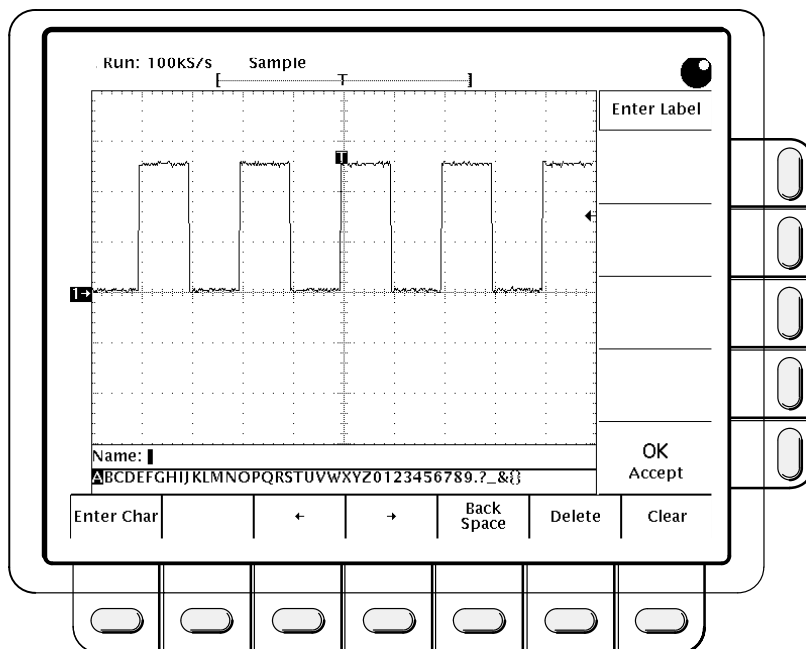 Run: 100kS/s Sample
T
Enter Label
T
1→
Name:
ABCDEFGHIJKLMNOPQRSTUVWXYZ0123456789.?_&{}
OK
Accept
Enter Char
←
→
Back
Space
Delete
Clear